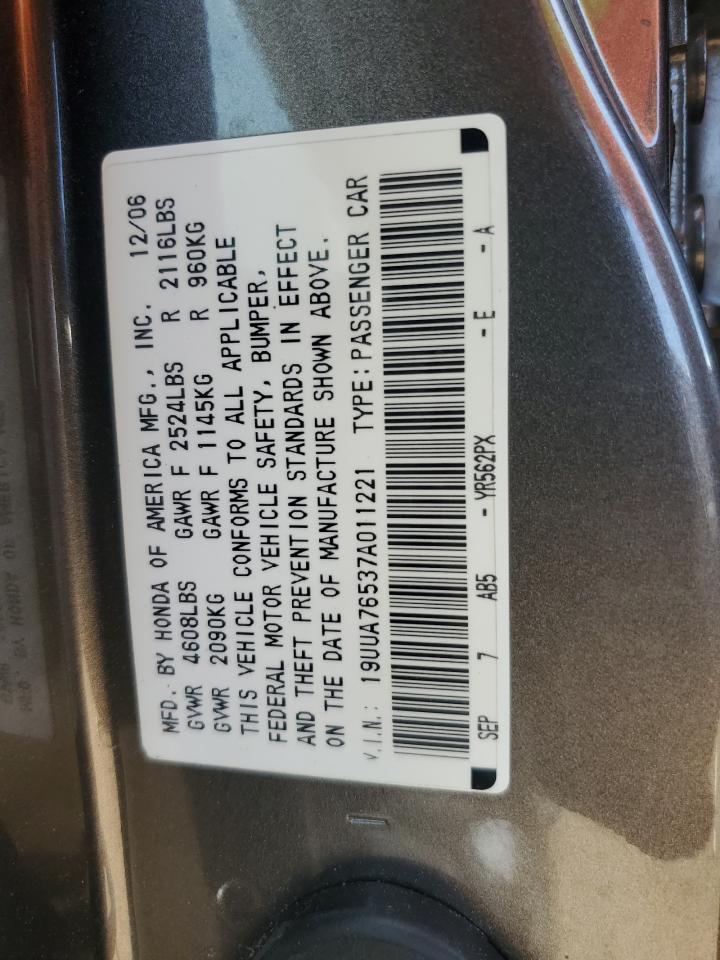 MFD. BY HONDA OF AMERICA MFG., INC. 12/06
GVWR 4608LBS GAWR F 2524LBS R 2116LBS
GVWR 2090KG GAWR F 1145KG R 960KG
THIS VEHICLE CONFORMS TO ALL APPLICABLE
FEDERAL MOTOR VEHICLE SAFETY, BUMPER,
AND THEFT PREVENTION STANDARDS IN EFFECT
ON THE DATE OF MANUFACTURE SHOWN ABOVE.
V.I.N.: 19UUA76537A011221 TYPE:PASSENGER CAR
SEP 7 AB5 - YR562PX - E - A